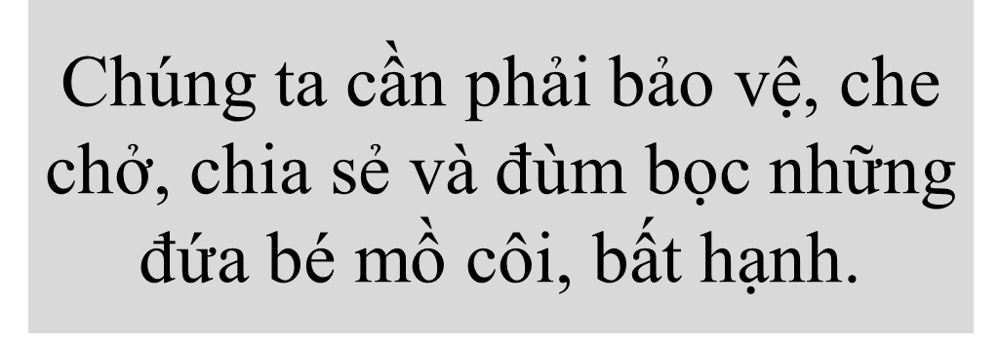 Chúng ta cần phải bảo vệ, che
chở, chia sẻ và đùm bọc những
đứa bé mồ côi, bất hạnh.